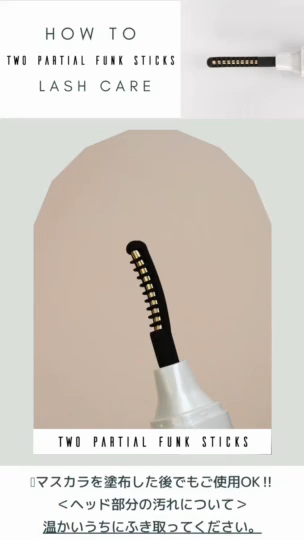 HOW TO
TWO PARTIAL FUNK STICKS
LASH CARE
TWO PARTIAL FUNK STICKS
マスカラを塗布した後でもご使用OK!!
＜ヘッド部分の汚れについて＞
温かいうちにふき取ってください。